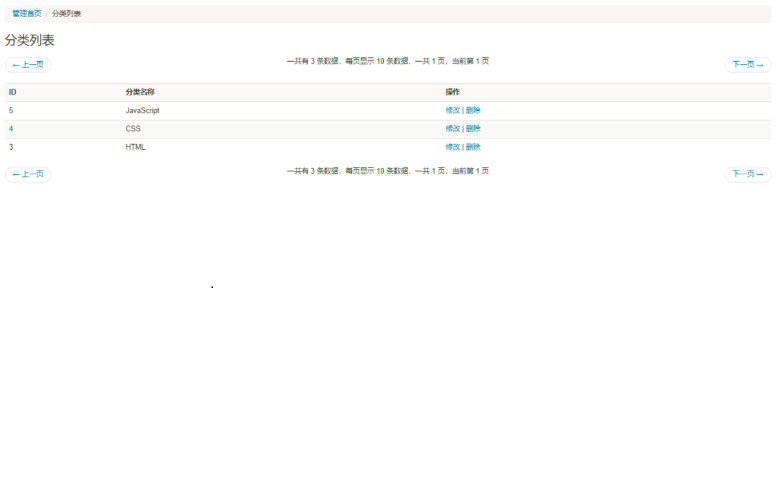 管理首页 / 分类列表
分类列表
←上一页 一共有 3 条数据，每页显示 10 条数据，一共 1 页，当前第 1 页 下一页→
ID 分类名称 操作
5 JavaScript 修改 | 删除
4 CSS 修改 | 删除
3 HTML 修改 | 删除
←上一页 一共有 3 条数据，每页显示 10 条数据，一共 1 页，当前第 1 页 下一页→